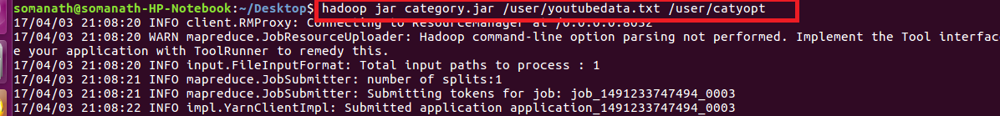 somanath@somanath-HP-Notebook:~/Desktop$ hadoop jar category.jar /user/youtubedata.txt /user/catyopt
17/04/03 21:08:20 INFO client.RMProxy: Connecting to ResourceManager at /0.0.0.0:8032
17/04/03 21:08:20 WARN mapreduce.JobResourceUploader: Hadoop command-line option parsing not performed. Implement the Tool interfac
e your application with ToolRunner to remedy this.
17/04/03 21:08:20 INFO input.FileInputFormat: Total input paths to process : 1
17/04/03 21:08:21 INFO mapreduce.JobSubmitter: number of splits:1
17/04/03 21:08:21 INFO mapreduce.JobSubmitter: Submitting tokens for job: job_1491233747494_0003
17/04/03 21:08:22 INFO impl.YarnClientImpl: Submitted application application_1491233747494_0003